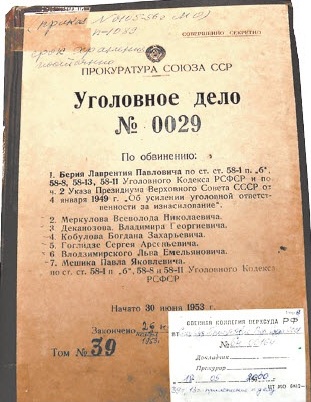 СОВЕРШЕННО СЕКРЕТНО
ПРОКУРАТУРА СОЮЗА ССР
Уголовное дело
№ 0029
По обвинению:
1. Берия Лаврентия Павловича по ст. ст. 58-1 п. „б",
58-8, 58-13, 58-11 Уголовного Кодекса РСФСР и по
ч. 2 Указа Президиума Верховного Совета СССР от
4 января 1949 г. „Об усилении уголовной ответст-
венности за изнасилование".
2. Меркулова Всеволода Николаевича.
3. Деканозова, Владимира Георгиевича.
4. Кобулова Богдана Захарьевича.
5. Гоглидзе Сергея Арсеньевича.
6 Влодзимирского Льва Емельяновича.
7. Мешика Павла Яковлевича.
по ст. ст. 58-1 п „б", 58-8 и 58-11 Уголовного Кодекса
РСФСР
Начато 30 июня 1953 г.
Закончено
Том № 39
ВОЕННАЯ КОЛЛЕГИЯ ВЕРХСУДА РФ
№
Докладчик
Прокурор